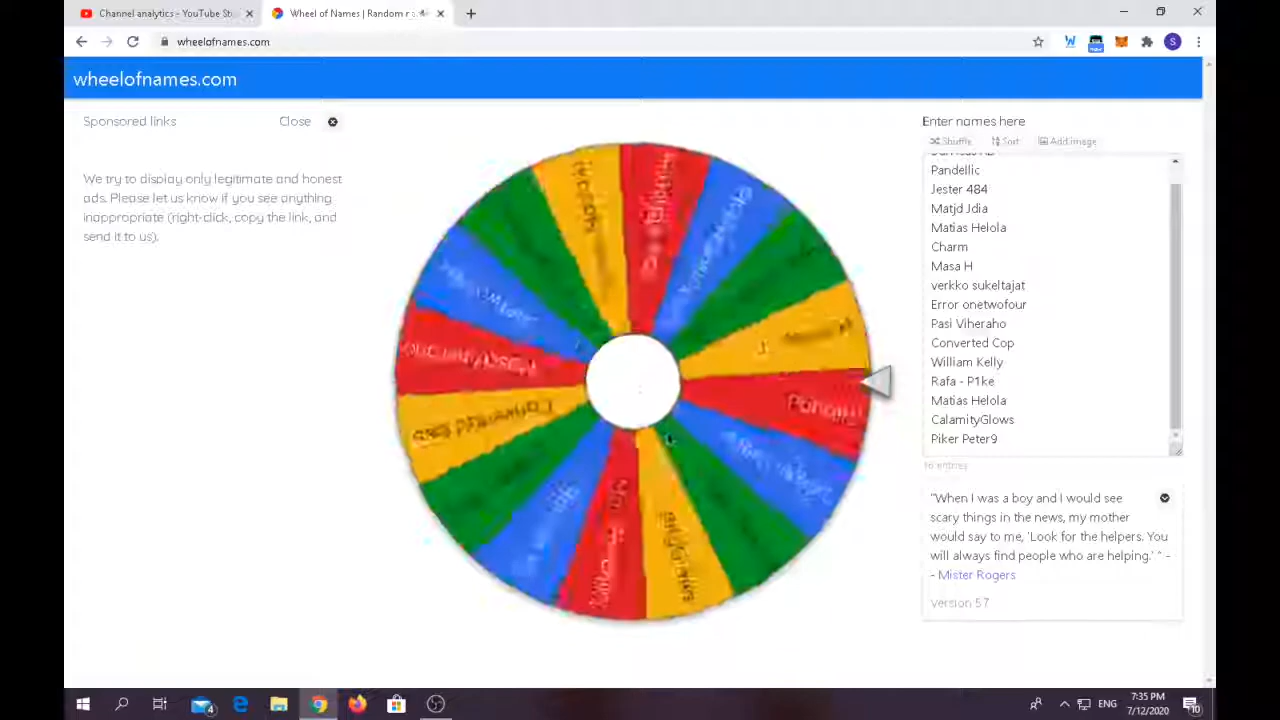 Channel analytics - YouTube Stu
Wheel of Names | Random
wheelofnames.com
wheelofnames.com
Sponsored links
Close
We try to display only legitimate and honest
ads. Please let us know if you see anything
inappropriate (right-click, copy the link, and
send it to us).
Enter names here
Shuffle
Sort
Add image
Pandellic
Jester 484
Matjd Jdia
Matias Helola
Charm
Masa H
verkko sukeltajat
Error onetwofour
Pasi Viheraho
Converted Cop
William Kelly
Rafa - P1ke
Matias Helola
CalamityGlows
Piker Peter9
16 entries
"When I was a boy and I would see
scary things in the news, my mother
would say to me, 'Look for the helpers. You
will always find people who are helping.' " -
- Mister Rogers
Version 57
ENG
7:35 PM
7/12/2020